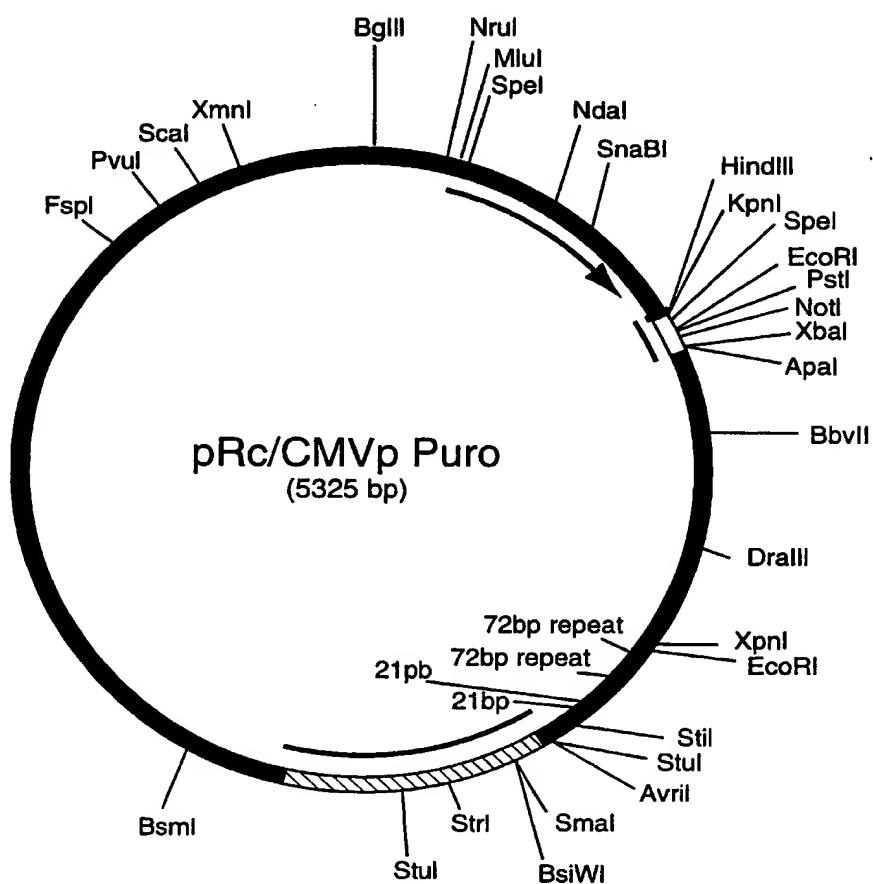 BglII
NruI
MluI
SpeI
NdaI
SnaBI
HindIII
KpnI
SpeI
EcoRI
PstI
NotI
XbaI
ApaI
BbvII
DraIII
XpnI
EcoRI
StiI
StuI
AvriI
SmaI
BsiWI
StrI
StuI
BsmI
FspI
PvuI
ScaI
XmnI
72bp repeat
72bp repeat
21pb
21bp
pRc/CMVp Puro
(5325 bp)